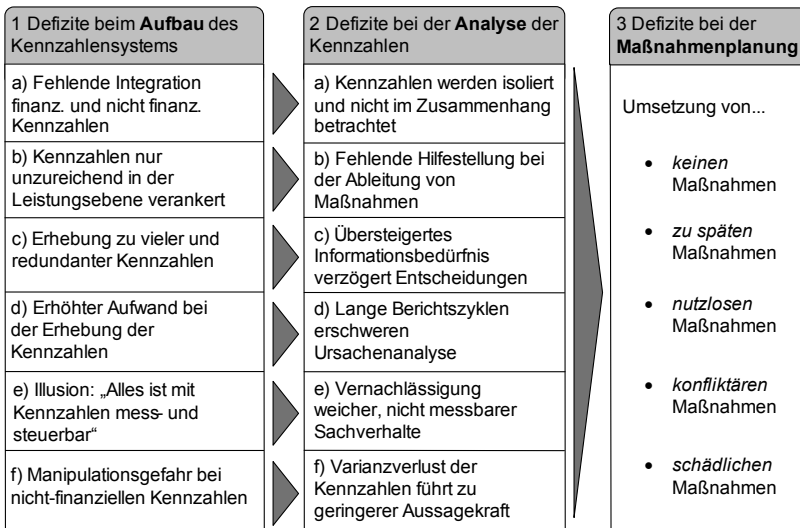 1 Defizite beim Aufbau des
Kennzahlensystems
a) Fehlende Integration
finanz. und nicht finanz.
Kennzahlen
b) Kennzahlen nur
unzureichend in der
Leistungsebene verankert
c) Erhebung zu vieler und
redundanter Kennzahlen
d) Erhöhter Aufwand bei
der Erhebung der
Kennzahlen
e) Illusion: „Alles ist mit
Kennzahlen mess- und
steuerbar“
f) Manipulationsgefahr bei
nicht-finanziellen Kennzahlen
2 Defizite bei der Analyse der
Kennzahlen
a) Kennzahlen werden isoliert
und nicht im Zusammenhang
betrachtet
b) Fehlende Hilfestellung bei
der Ableitung von
Maßnahmen
c) Übersteigertes
Informationsbedürfnis
verzögert Entscheidungen
d) Lange Berichtszyklen
erschweren
Ursachenanalyse
e) Vernachlässigung
weicher, nicht messbarer
Sachverhalte
f) Varianzverlust der
Kennzahlen führt zu
geringerer Aussagekraft
3 Defizite bei der
Maßnahmenplanung
Umsetzung von...
• keinen
Maßnahmen
• zu späten
Maßnahmen
• nutzlosen
Maßnahmen
• konfliktären
Maßnahmen
• schädlichen
Maßnahmen